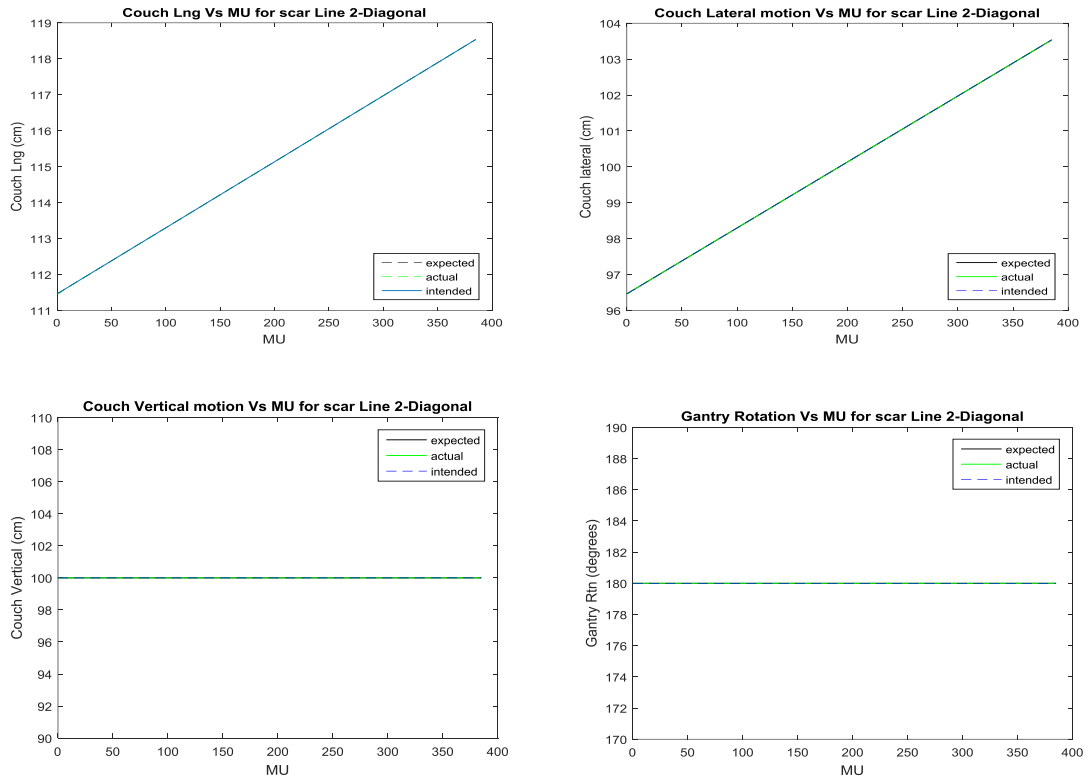 Couch Lng Vs MU for scar Line 2-Diagonal
119
118
117
116
115
114
113
112
111
Couch Lng (cm)
expected
actual
intended
0 50 100 150 200 250 300 350 400
MU
Couch Lateral motion Vs MU for scar Line 2-Diagonal
104
103
102
101
100
99
98
97
96
Couch lateral (cm)
expected
actual
intended
0 50 100 150 200 250 300 350 400
MU
Couch Vertical motion Vs MU for scar Line 2-Diagonal
110
108
106
104
102
100
98
96
94
92
90
Couch Vertical (cm)
expected
actual
intended
0 50 100 150 200 250 300 350 400
MU
Gantry Rotation Vs MU for scar Line 2-Diagonal
190
188
186
184
182
180
178
176
174
172
170
Gantry Rtn (degrees)
expected
actual
intended
0 50 100 150 200 250 300 350 400
MU